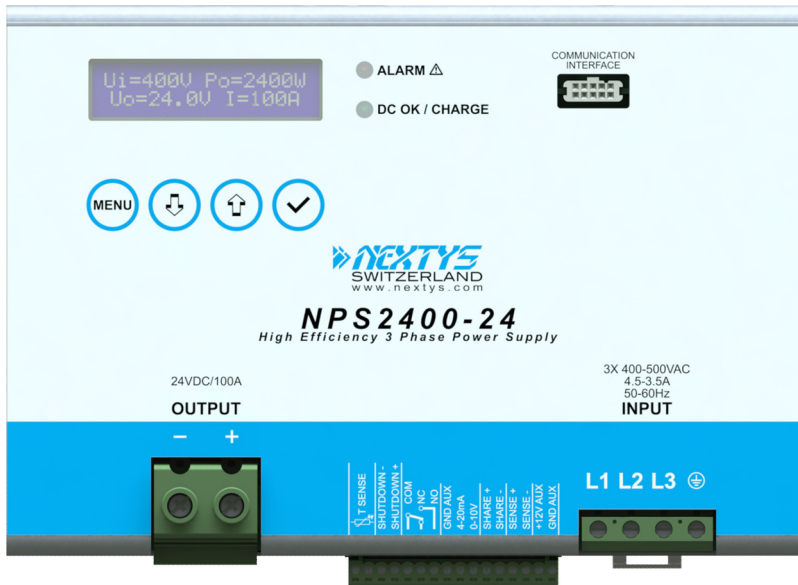 Ui=400V Po=2400W
Uo=24.0V I=100A
ALARM ⚠
DC OK / CHARGE
COMMUNICATION
INTERFACE
MENU
NEXTYS
SWITZERLAND
www.nextys.com
NPS2400-24
High Efficiency 3 Phase Power Supply
24VDC/100A
OUTPUT
− +
3X 400-500VAC
4.5-3.5A
50-60Hz
INPUT
T SENSE
SHUTDOWN -
SHUTDOWN +
COM
NC
NO
GND AUX
4-20mA
0-10V
SHARE +
SHARE -
SENSE +
SENSE -
+12V AUX
GND AUX
L1 L2 L3